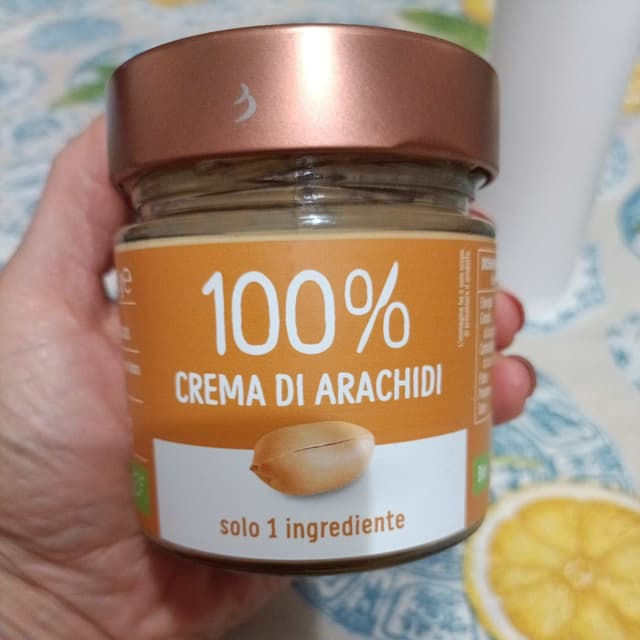 100%
CREMA DI ARACHIDI
solo 1 ingrediente